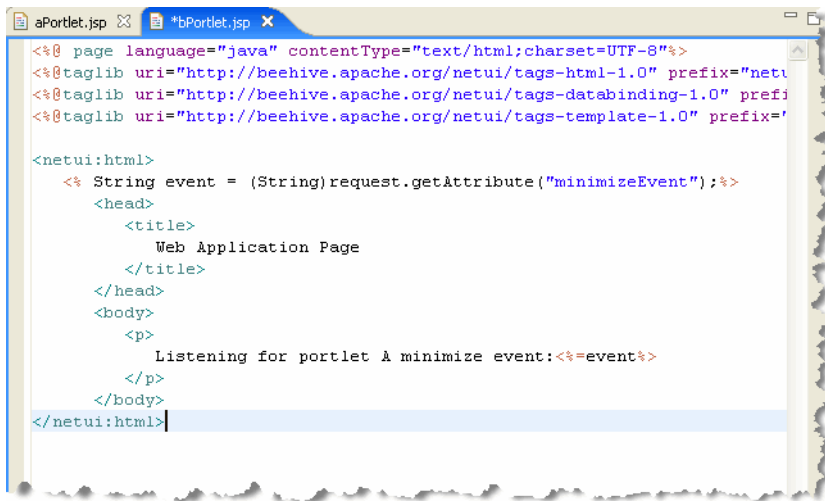 aPortlet.jsp *bPortlet.jsp
<%@ page language="java" contentType="text/html;charset=UTF-8"%>
<%@taglib uri="http://beehive.apache.org/netui/tags-html-1.0" prefix="netu
<%@taglib uri="http://beehive.apache.org/netui/tags-databinding-1.0" prefi
<%@taglib uri="http://beehive.apache.org/netui/tags-template-1.0" prefix="
<netui:html>
<% String event = (String)request.getAttribute("minimizeEvent");%>
<head>
<title>
Web Application Page
</title>
</head>
<body>
<p>
Listening for portlet A minimize event:<%=event%>
</p>
</body>
</netui:html>